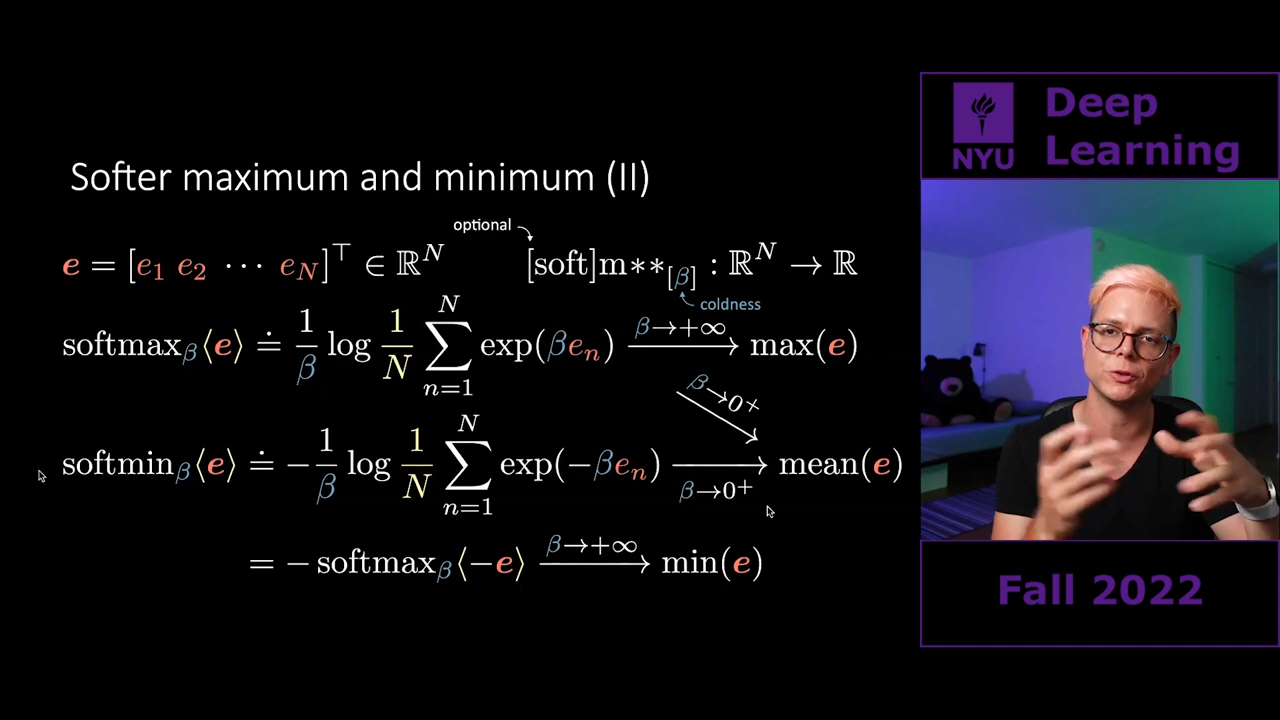 Softer maximum and minimum (II)
optional
e = [e₁ e₂ ⋯ e_N]^⊤ ∈ ℝ^N
[soft]m**_[β] : ℝ^N → ℝ
coldness
softmax_β⟨e⟩ ≐ 1/β log 1/N ∑_{n=1}^{N} exp(βe_n) β→+∞ max(e)
β→0⁺
softmin_β⟨e⟩ ≐ −1/β log 1/N ∑_{n=1}^{N} exp(−βe_n) β→0⁺ mean(e)
= − softmax_β⟨−e⟩ β→+∞ min(e)
NYU
Deep
Learning
Fall 2022